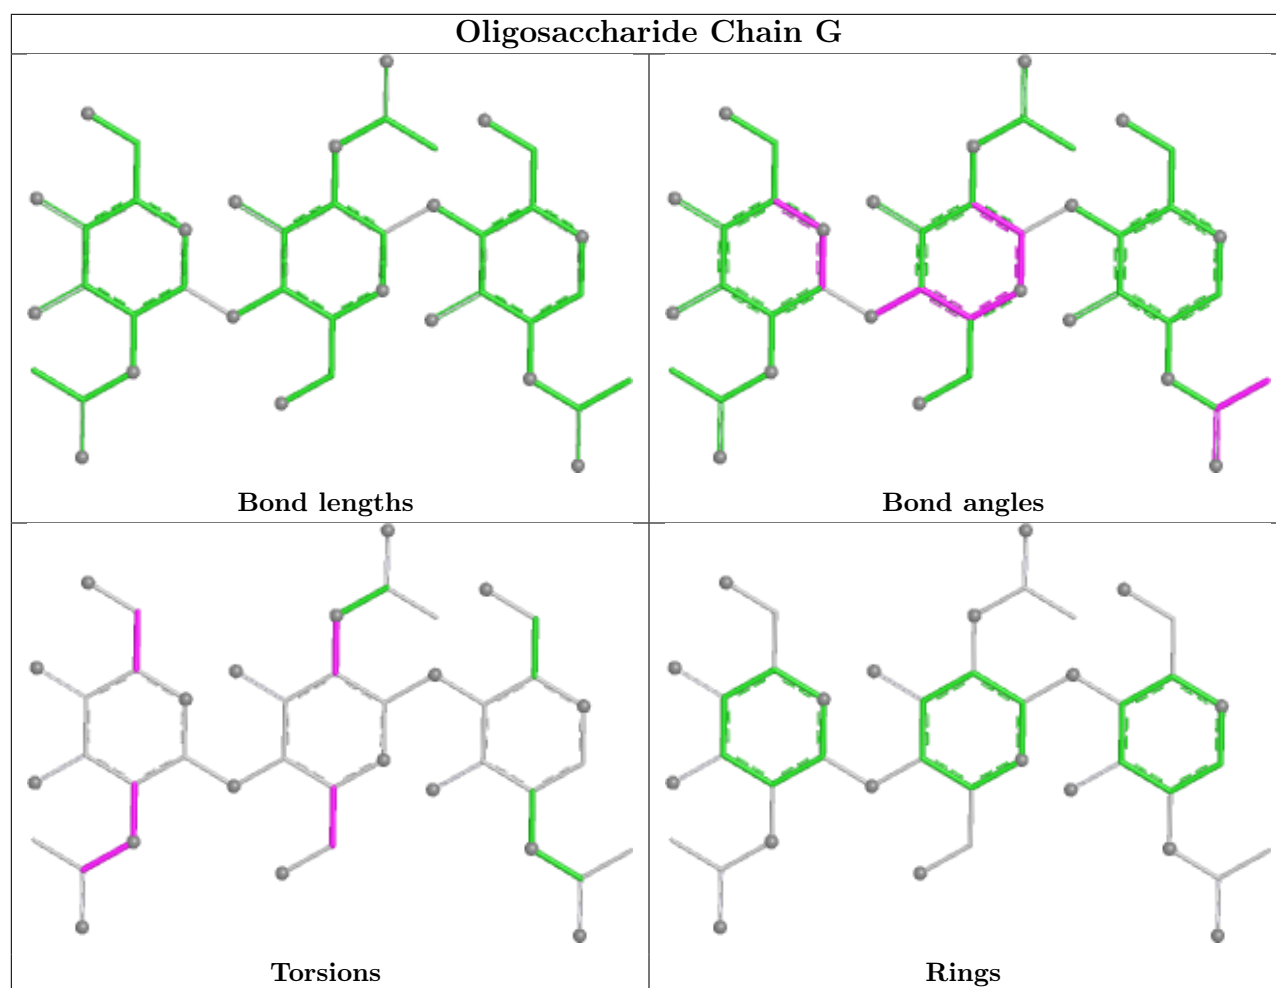 Oligosaccharide Chain G
Bond lengths
Bond angles
Torsions
Rings